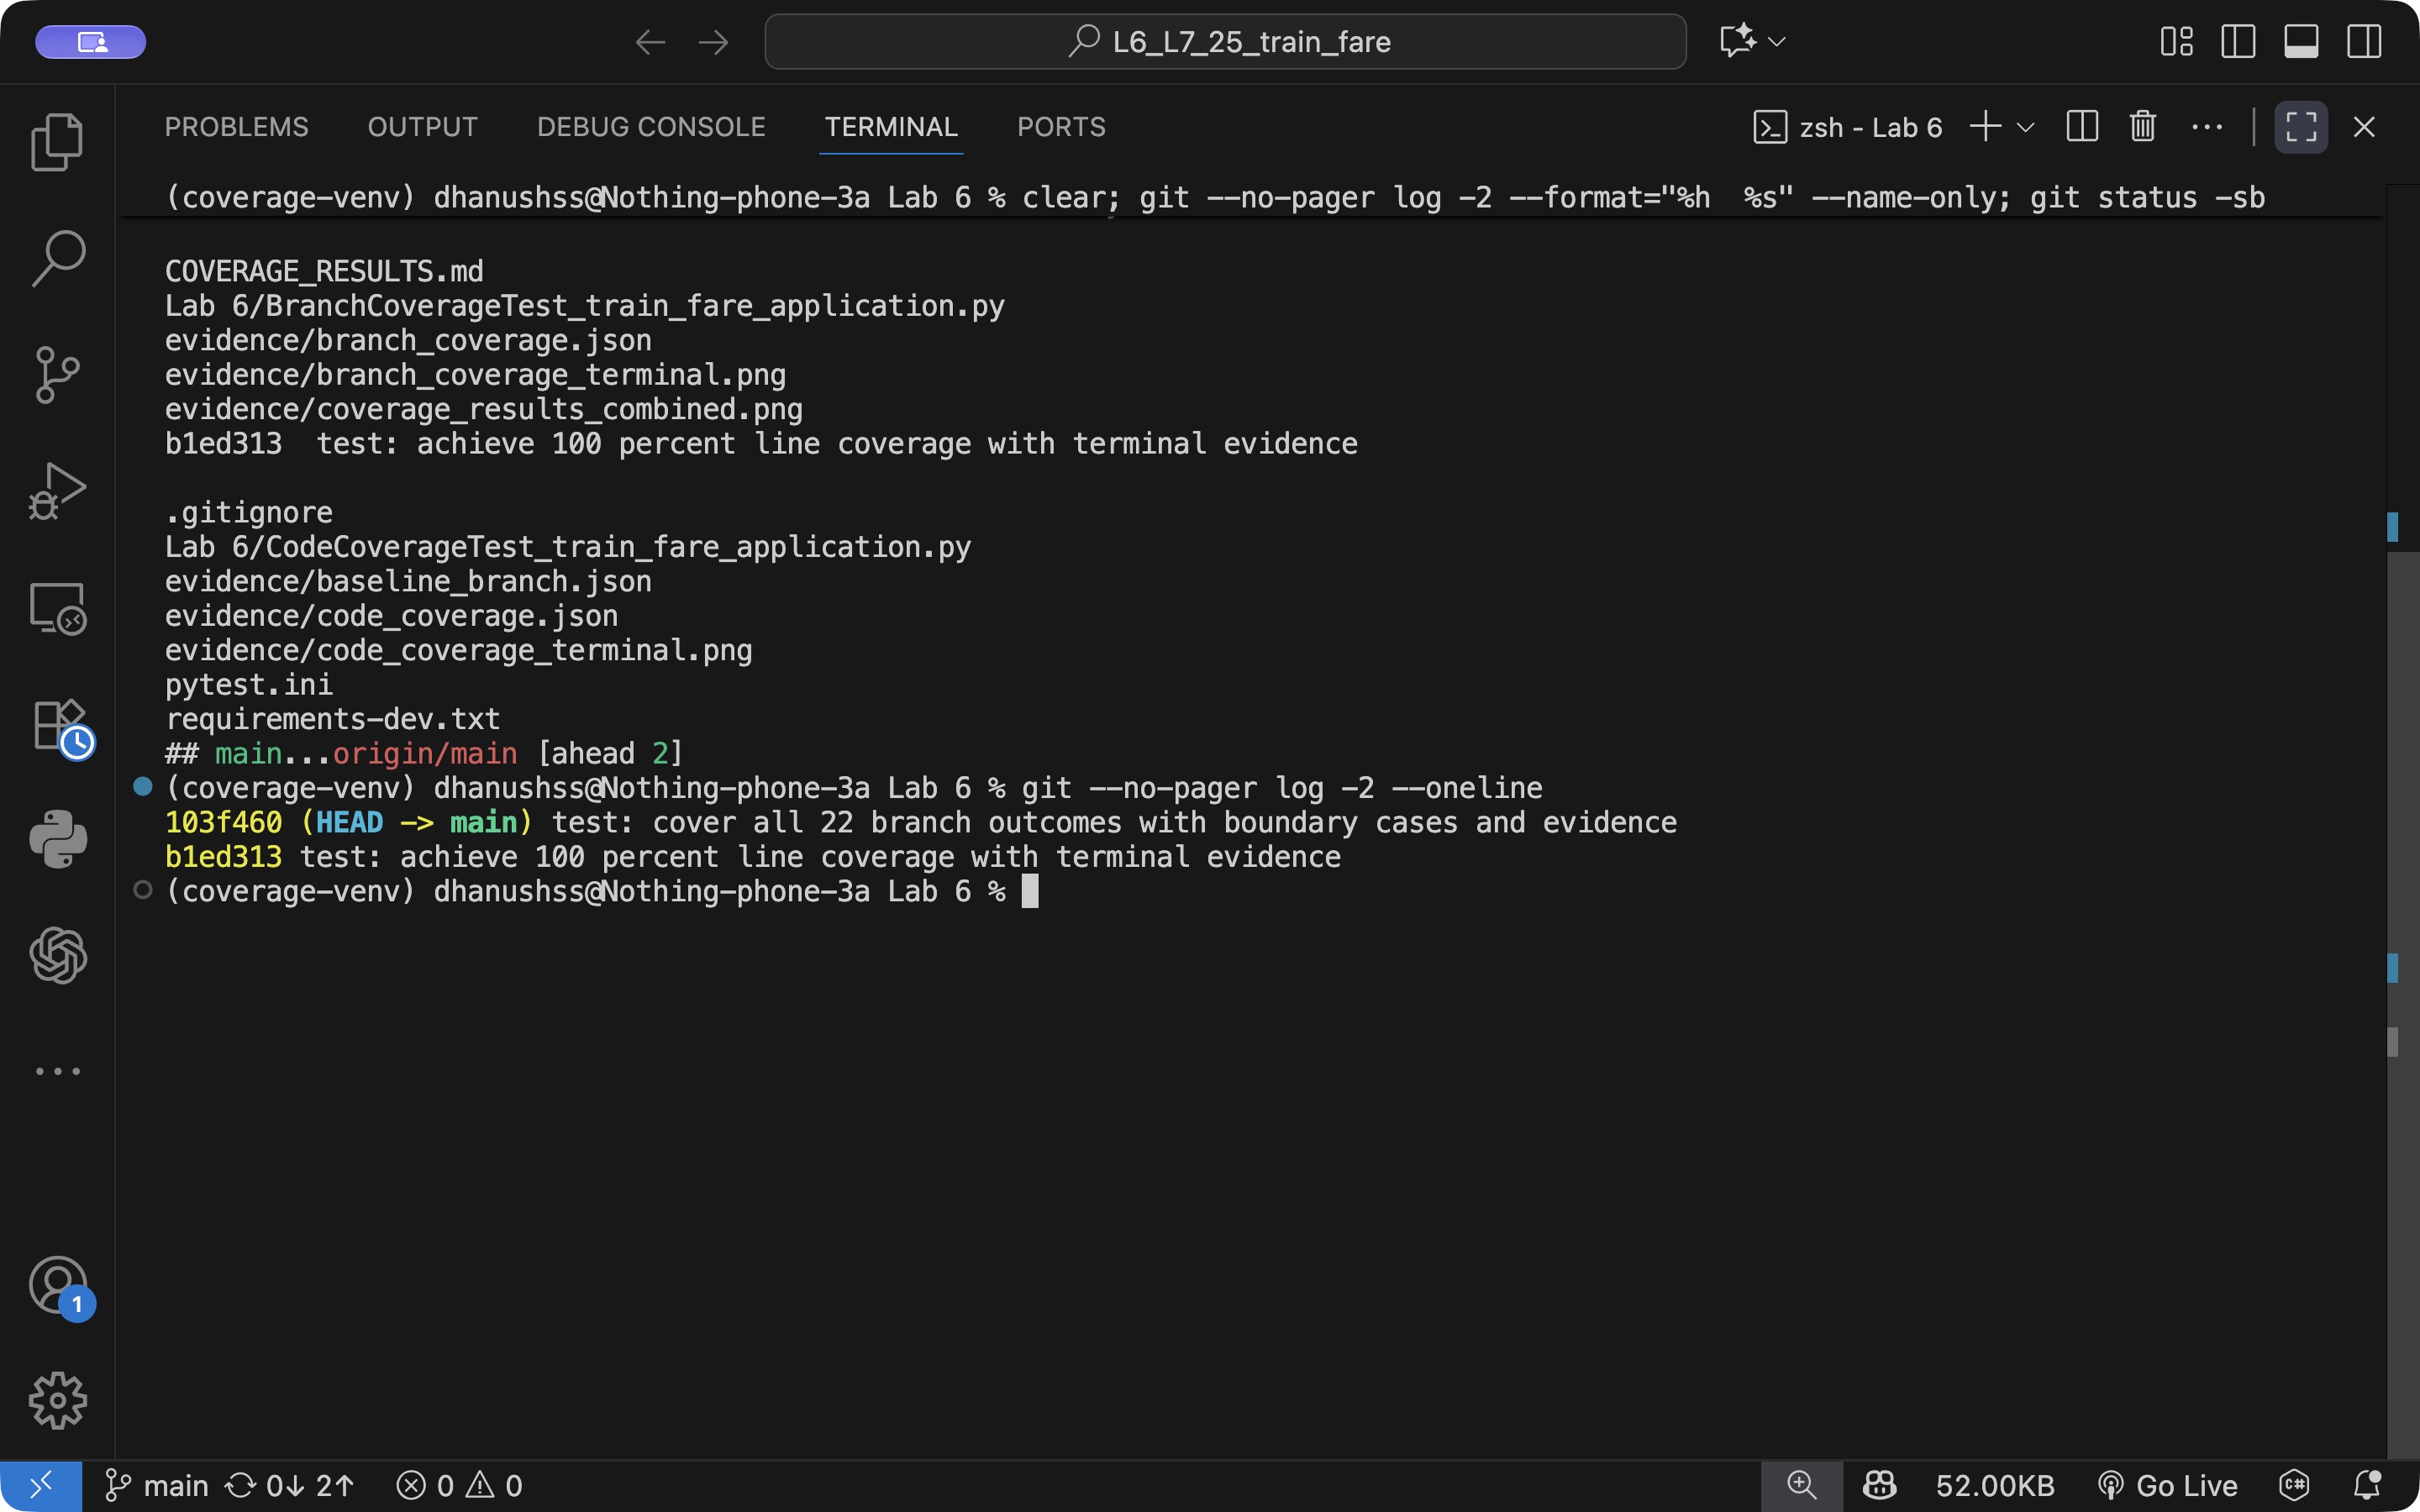 L6_L7_25_train_fare
PROBLEMS OUTPUT DEBUG CONSOLE TERMINAL PORTS
zsh - Lab 6
(coverage-venv) dhanushss@Nothing-phone-3a Lab 6 % clear; git --no-pager log -2 --format="%h  %s" --name-only; git status -sb
COVERAGE_RESULTS.md
Lab 6/BranchCoverageTest_train_fare_application.py
evidence/branch_coverage.json
evidence/branch_coverage_terminal.png
evidence/coverage_results_combined.png
b1ed313  test: achieve 100 percent line coverage with terminal evidence
.gitignore
Lab 6/CodeCoverageTest_train_fare_application.py
evidence/baseline_branch.json
evidence/code_coverage.json
evidence/code_coverage_terminal.png
pytest.ini
requirements-dev.txt
## main...origin/main [ahead 2]
(coverage-venv) dhanushss@Nothing-phone-3a Lab 6 % git --no-pager log -2 --oneline
103f460 (HEAD -> main) test: cover all 22 branch outcomes with boundary cases and evidence
b1ed313 test: achieve 100 percent line coverage with terminal evidence
(coverage-venv) dhanushss@Nothing-phone-3a Lab 6 %
1
main 0↓ 2↑ 0 0
52.00KB Go Live C#